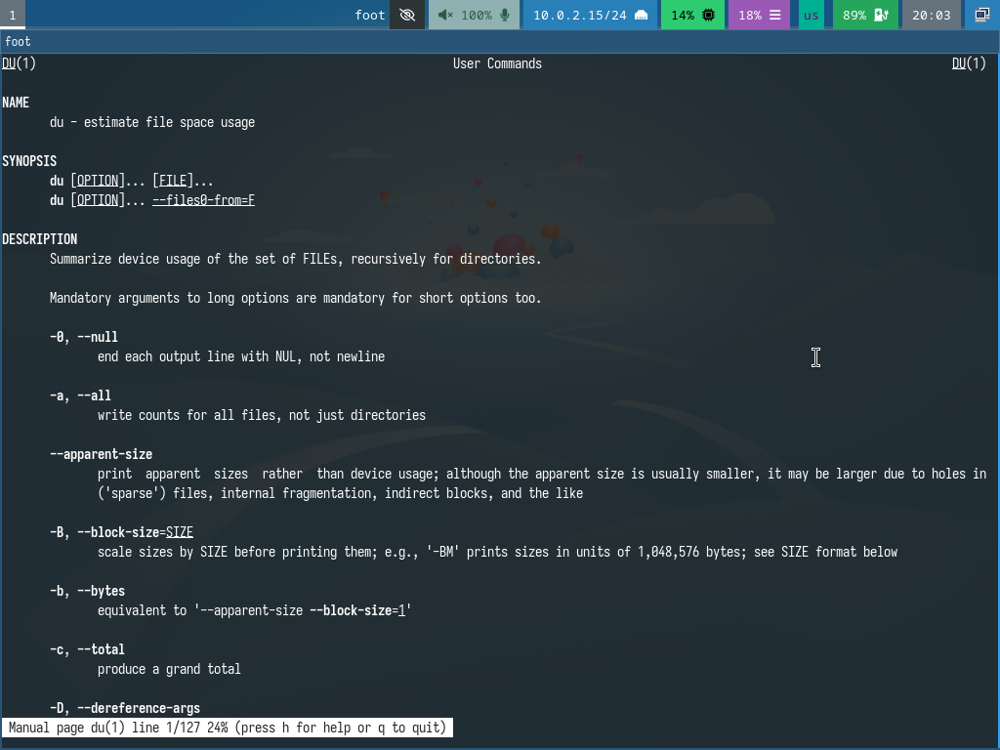 1 foot 100% 10.0.2.15/24 14% 18% us 89% 20:03
foot
DU(1) User Commands DU(1)
NAME
du - estimate file space usage
SYNOPSIS
du [OPTION]... [FILE]...
du [OPTION]... --files0-from=F
DESCRIPTION
Summarize device usage of the set of FILEs, recursively for directories.
Mandatory arguments to long options are mandatory for short options too.
-0, --null
end each output line with NUL, not newline
-a, --all
write counts for all files, not just directories
--apparent-size
print apparent sizes rather than device usage; although the apparent size is usually smaller, it may be larger due to holes in
('sparse') files, internal fragmentation, indirect blocks, and the like
-B, --block-size=SIZE
scale sizes by SIZE before printing them; e.g., '-BM' prints sizes in units of 1,048,576 bytes; see SIZE format below
-b, --bytes
equivalent to '--apparent-size --block-size=1'
-c, --total
produce a grand total
-D, --dereference-args
Manual page du(1) line 1/127 24% (press h for help or q to quit)